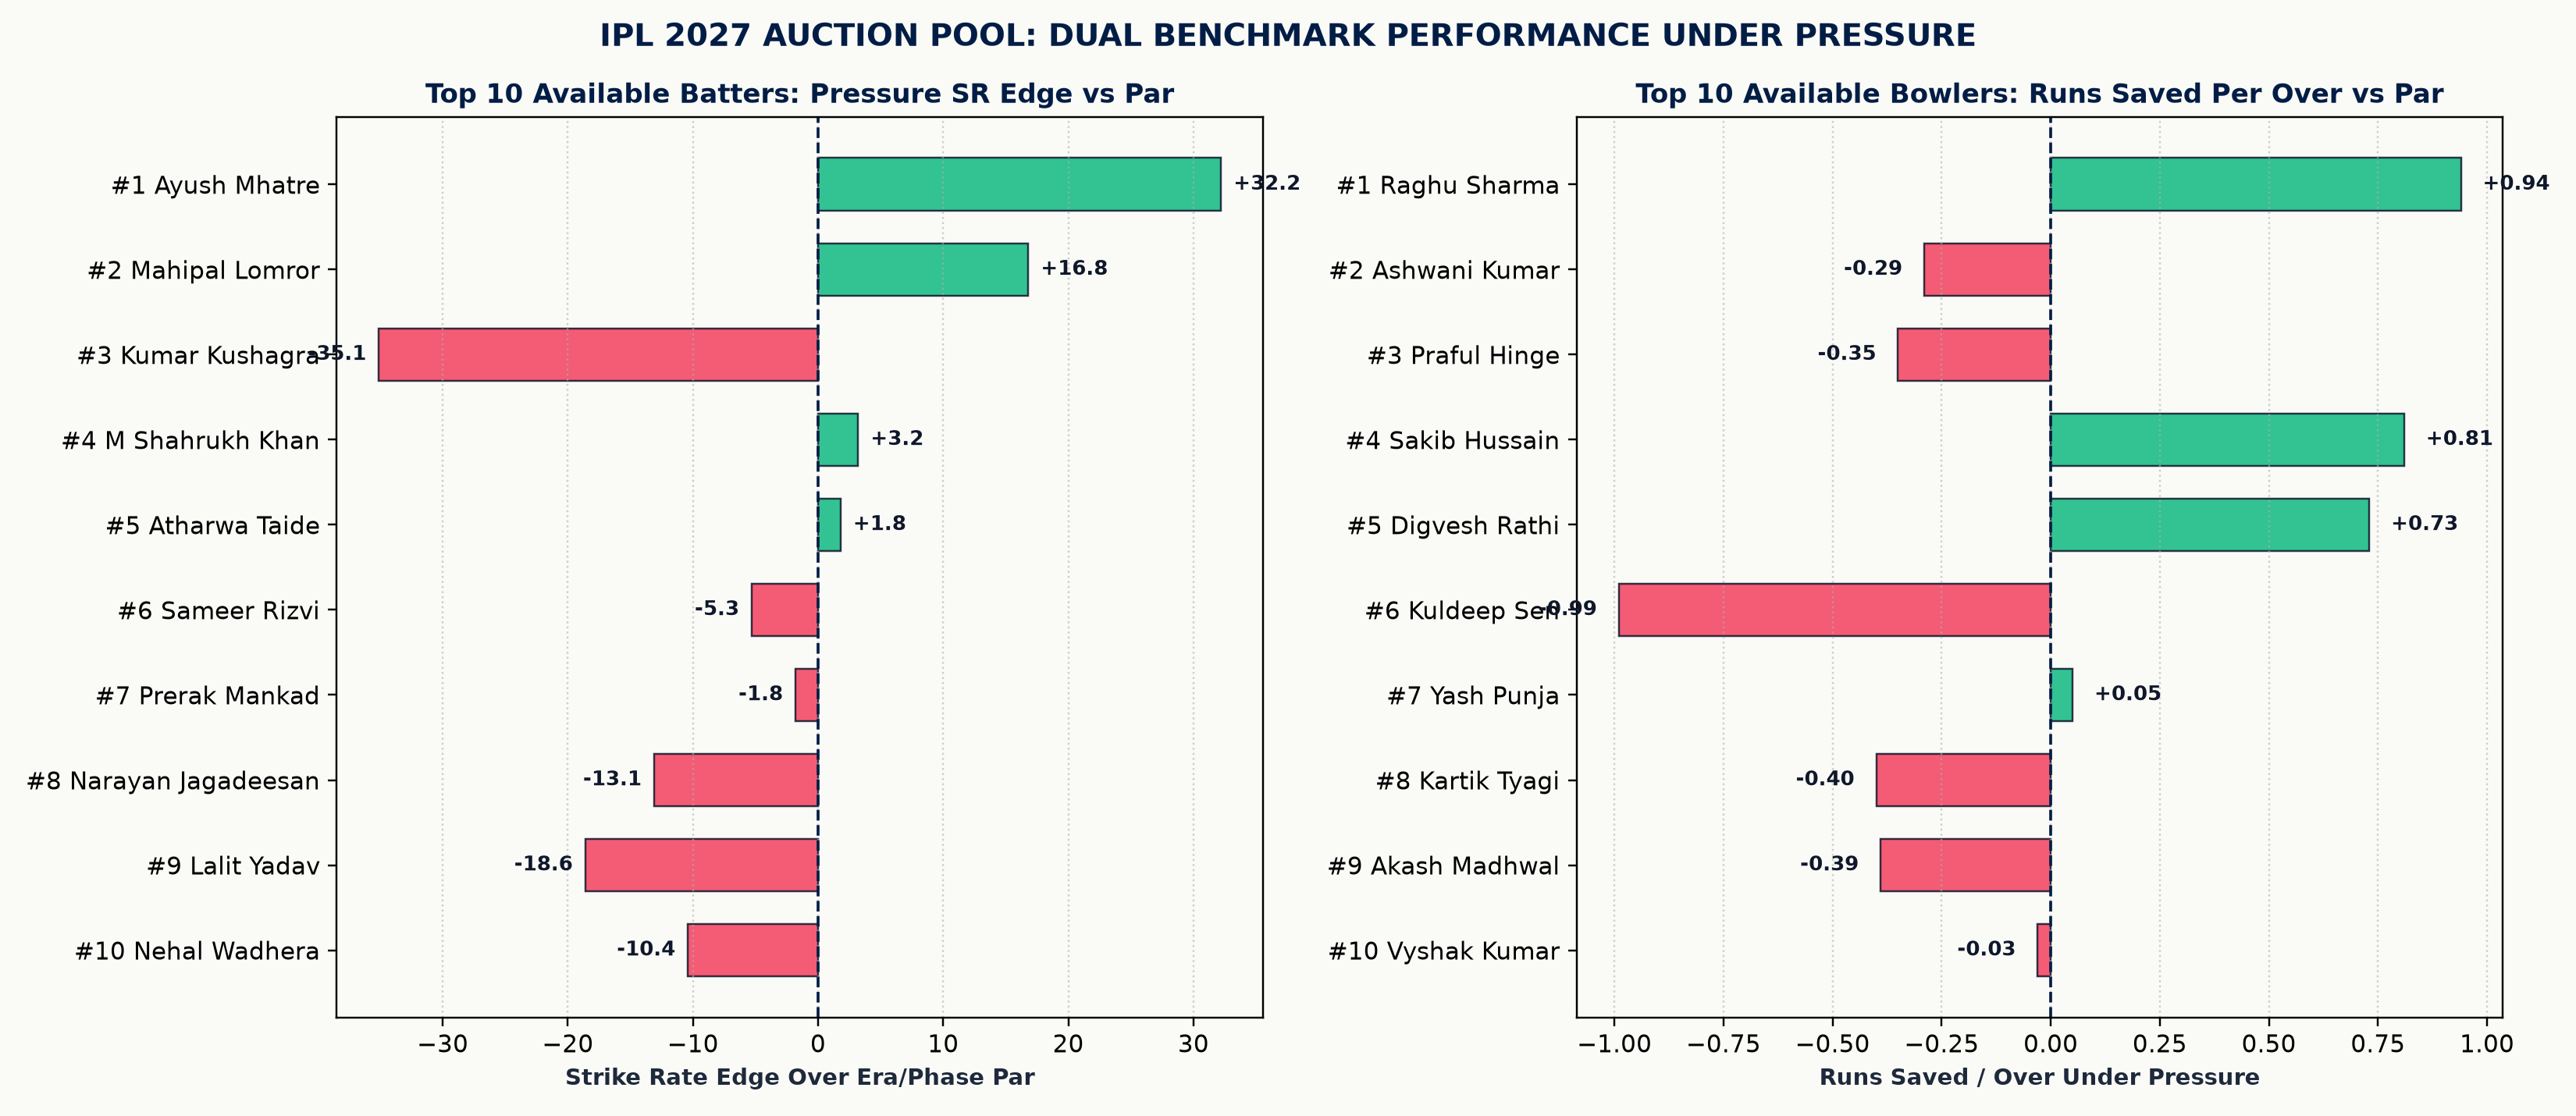 IPL 2027 AUCTION POOL: DUAL BENCHMARK PERFORMANCE UNDER PRESSURE
Top 10 Available Batters: Pressure SR Edge vs Par
#1 Ayush Mhatre +32.2
#2 Mahipal Lomror +16.8
#3 Kumar Kushagra -35.1
#4 M Shahrukh Khan +3.2
#5 Atharwa Taide +1.8
#6 Sameer Rizvi -5.3
#7 Prerak Mankad -1.8
#8 Narayan Jagadeesan -13.1
#9 Lalit Yadav -18.6
#10 Nehal Wadhera -10.4
−30 −20 −10 0 10 20 30
Strike Rate Edge Over Era/Phase Par
Top 10 Available Bowlers: Runs Saved Per Over vs Par
#1 Raghu Sharma +0.94
#2 Ashwani Kumar -0.29
#3 Praful Hinge -0.35
#4 Sakib Hussain +0.81
#5 Digvesh Rathi +0.73
#6 Kuldeep Sen -0.99
#7 Yash Punja +0.05
#8 Kartik Tyagi -0.40
#9 Akash Madhwal -0.39
#10 Vyshak Kumar -0.03
−1.00 −0.75 −0.50 −0.25 0.00 0.25 0.50 0.75 1.00
Runs Saved / Over Under Pressure